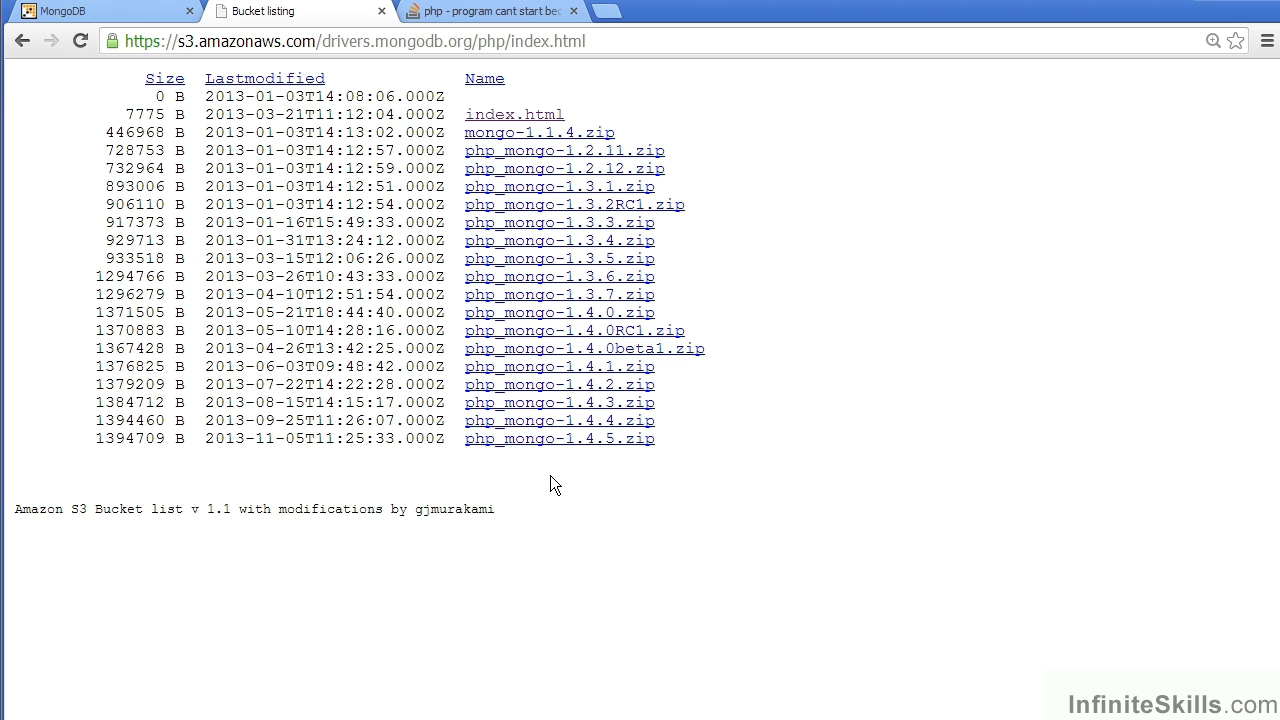 MongoDB
Bucket listing
php - program cant start bec
https://s3.amazonaws.com/drivers.mongodb.org/php/index.html
Size Lastmodified Name
0 B 2013-01-03T14:08:06.000Z
7775 B 2013-03-21T11:12:04.000Z index.html
446968 B 2013-01-03T14:13:02.000Z mongo-1.1.4.zip
728753 B 2013-01-03T14:12:57.000Z php_mongo-1.2.11.zip
732964 B 2013-01-03T14:12:59.000Z php_mongo-1.2.12.zip
893006 B 2013-01-03T14:12:51.000Z php_mongo-1.3.1.zip
906110 B 2013-01-03T14:12:54.000Z php_mongo-1.3.2RC1.zip
917373 B 2013-01-16T15:49:33.000Z php_mongo-1.3.3.zip
929713 B 2013-01-31T13:24:12.000Z php_mongo-1.3.4.zip
933518 B 2013-03-15T12:06:26.000Z php_mongo-1.3.5.zip
1294766 B 2013-03-26T10:43:33.000Z php_mongo-1.3.6.zip
1296279 B 2013-04-10T12:51:54.000Z php_mongo-1.3.7.zip
1371505 B 2013-05-21T18:44:40.000Z php_mongo-1.4.0.zip
1370883 B 2013-05-10T14:28:16.000Z php_mongo-1.4.0RC1.zip
1367428 B 2013-04-26T13:42:25.000Z php_mongo-1.4.0beta1.zip
1376825 B 2013-06-03T09:48:42.000Z php_mongo-1.4.1.zip
1379209 B 2013-07-22T14:22:28.000Z php_mongo-1.4.2.zip
1384712 B 2013-08-15T14:15:17.000Z php_mongo-1.4.3.zip
1394460 B 2013-09-25T11:26:07.000Z php_mongo-1.4.4.zip
1394709 B 2013-11-05T11:25:33.000Z php_mongo-1.4.5.zip
Amazon S3 Bucket list v 1.1 with modifications by gjmurakami
InfiniteSkills.com